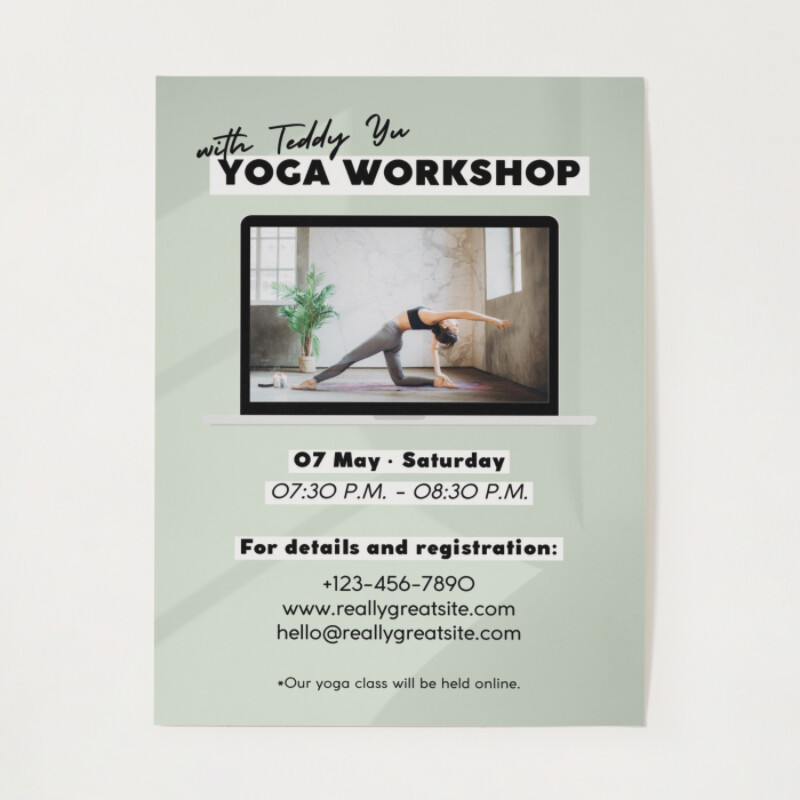 with Teddy Yu
YOGA WORKSHOP
07 May · Saturday
07:30 P.M. - 08:30 P.M.
For details and registration:
+123-456-7890
www.reallygreatsite.com
hello@reallygreatsite.com
*Our yoga class will be held online.